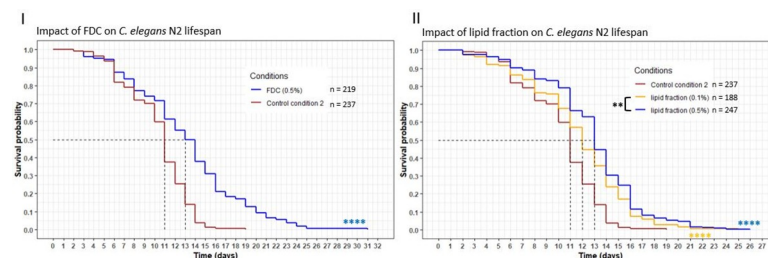 I
Impact of FDC on C. elegans N2 lifespan
Survival probability
1.0
0.9
0.8
0.7
0.6
0.5
0.4
0.3
0.2
0.1
0.0
Conditions
FDC (0.5%) n = 219
Control condition 2 n = 237
****
0 1 2 3 4 5 6 7 8 9 10 11 12 13 14 15 16 17 18 19 20 21 22 23 24 25 26 27 28 29 30 31 32
Time (days)
II
Impact of lipid fraction on C. elegans N2 lifespan
Survival probability
1.0
0.9
0.8
0.7
0.6
0.5
0.4
0.3
0.2
0.1
0.0
Conditions
Control condition 2 n = 237
lipid fraction (0.1%) n = 188
**
lipid fraction (0.5%) n = 247
****
****
0 1 2 3 4 5 6 7 8 9 10 11 12 13 14 15 16 17 18 19 20 21 22 23 24 25 26 27
Time (days)